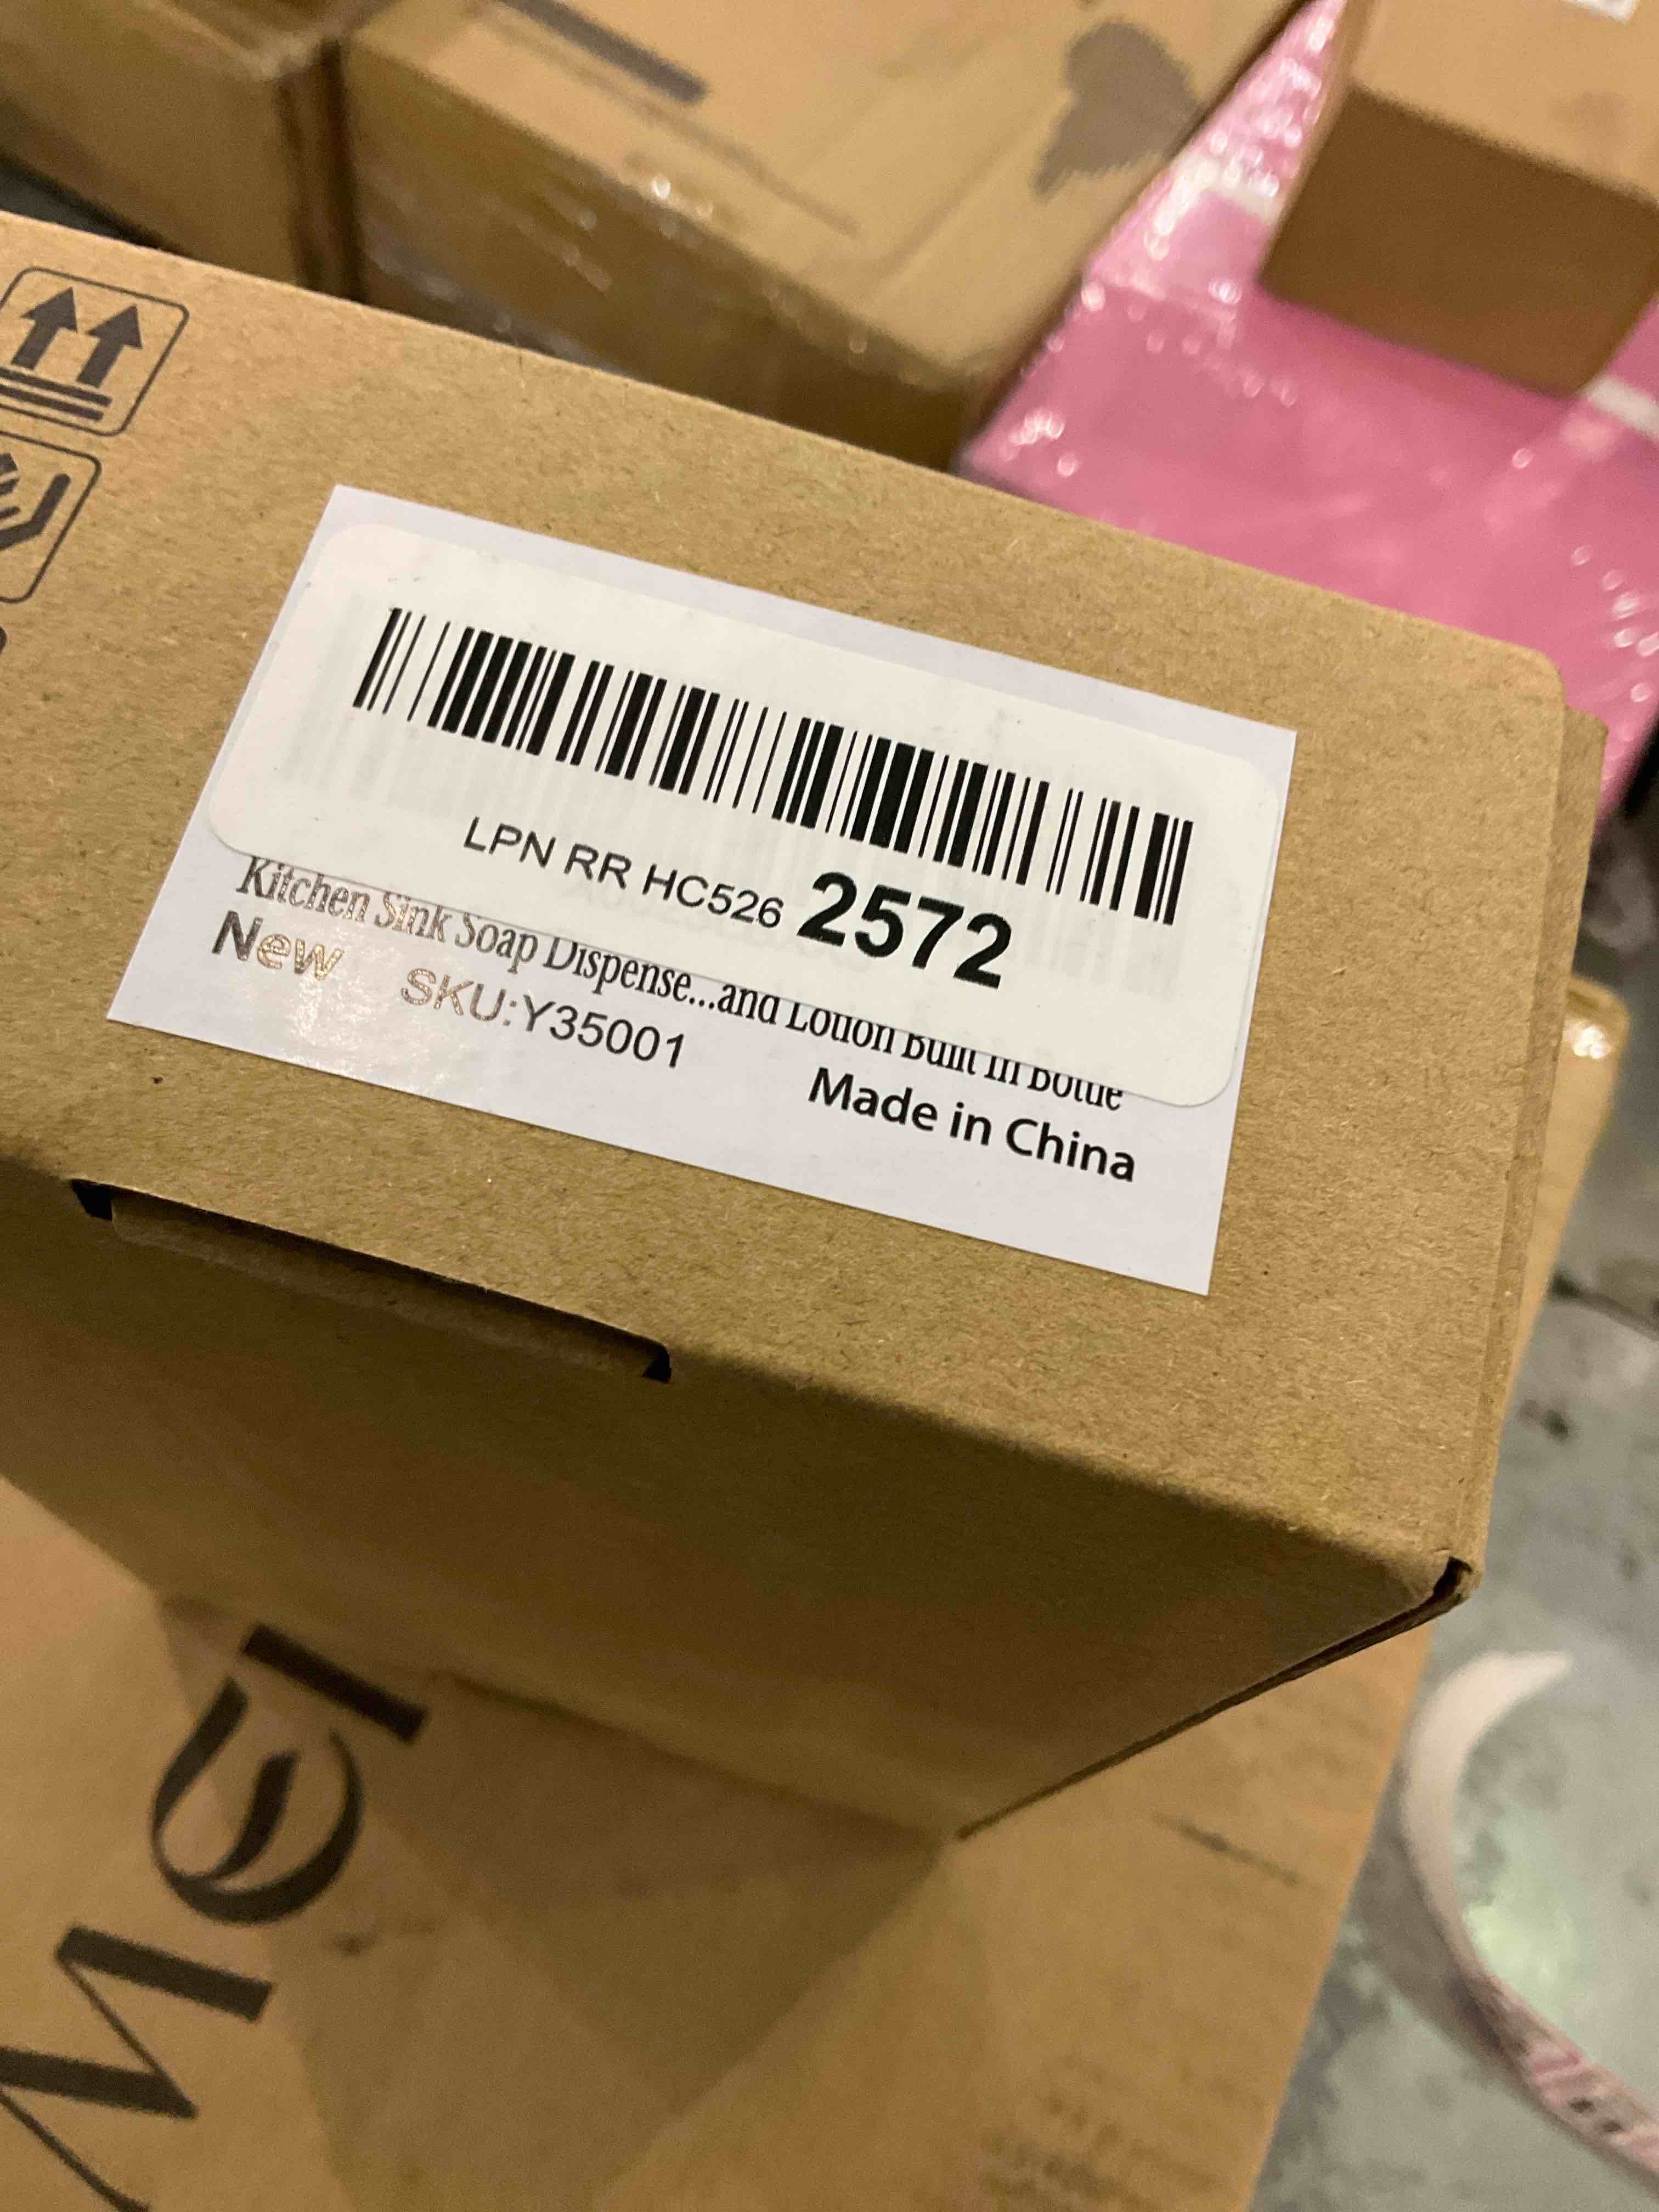 LPN RR HC526 2572
Kitchen Sink Soap Dispense...and Lotion Built in Bottle
New SKU:Y35001
Made in China